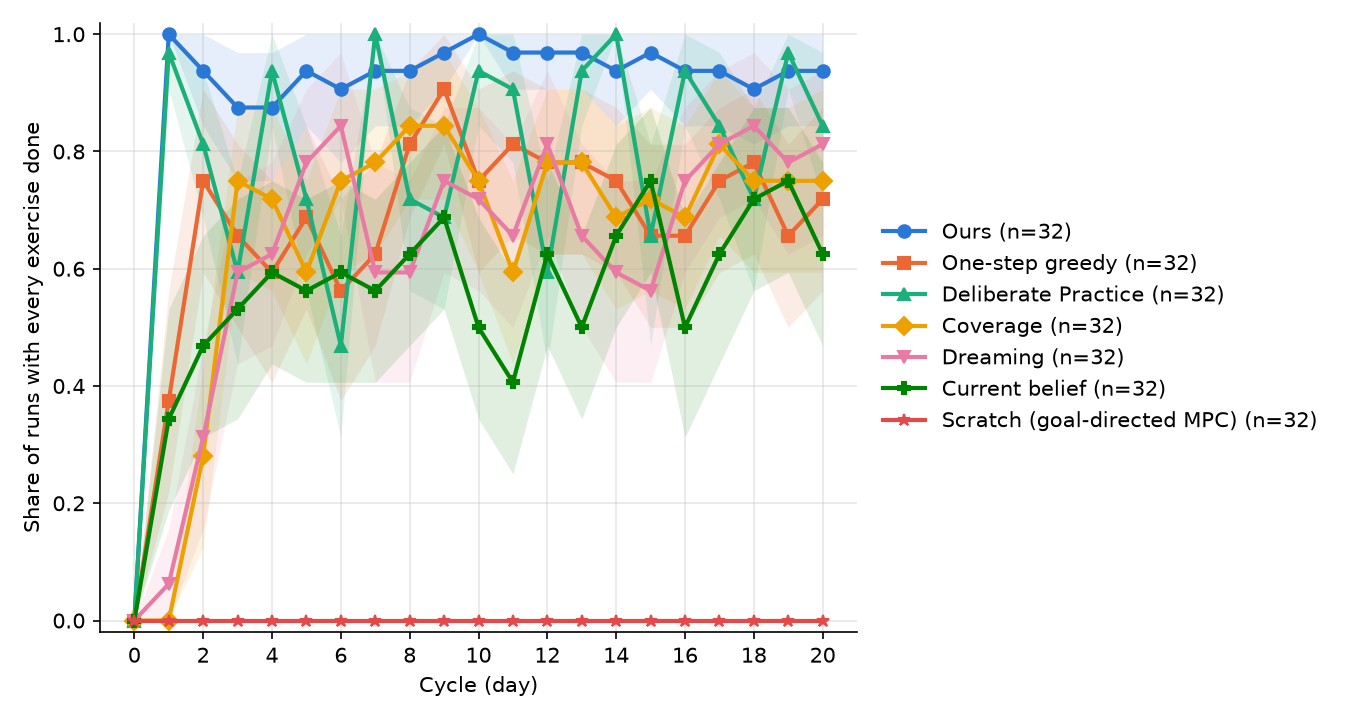 1.0
0.8
0.6
0.4
0.2
0.0
Share of runs with every exercise done
0 2 4 6 8 10 12 14 16 18 20
Cycle (day)
Ours (n=32)
One-step greedy (n=32)
Deliberate Practice (n=32)
Coverage (n=32)
Dreaming (n=32)
Current belief (n=32)
Scratch (goal-directed MPC) (n=32)